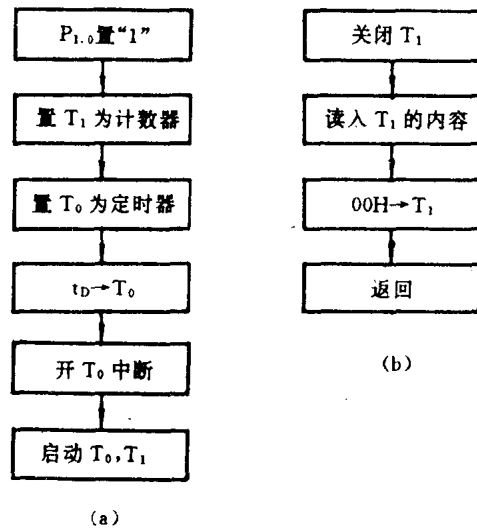 P1.0置“1”
置 T1 为计数器
置 T0 为定时器
tD→T0
开 T0 中断
启动 T0,T1
(a)
关闭 T1
读入 T1 的内容
00H→T1
返回
(b)